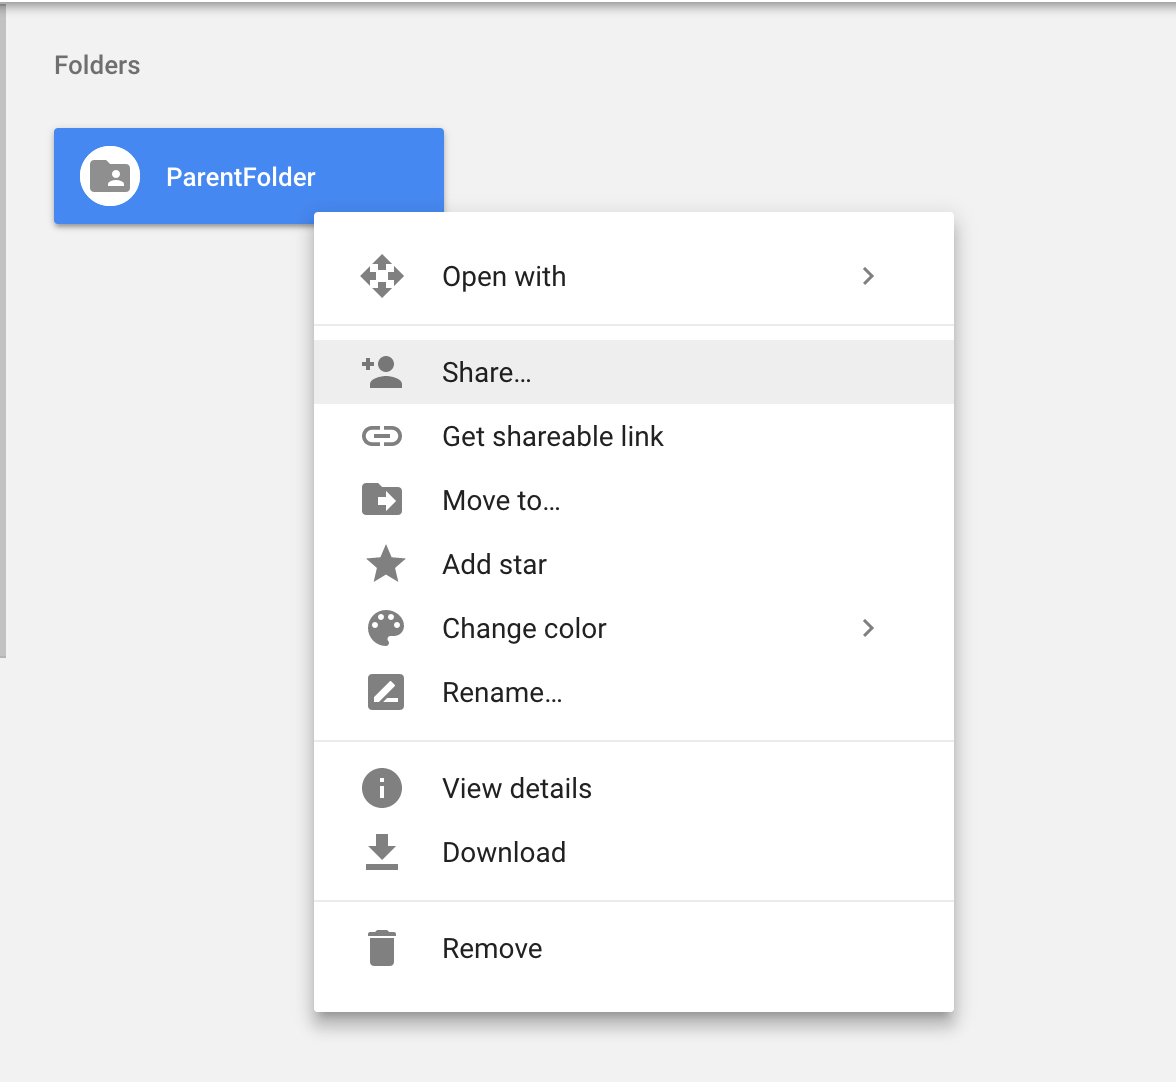 Folders
ParentFolder
Open with
Share…
Get shareable link
Move to…
Add star
Change color
Rename…
View details
Download
Remove